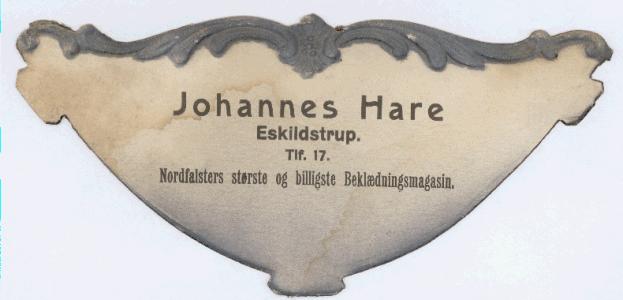 Johannes Hare
Eskildstrup.
Tlf. 17.
Nordfalsters største og billigste Beklædningsmagasin.